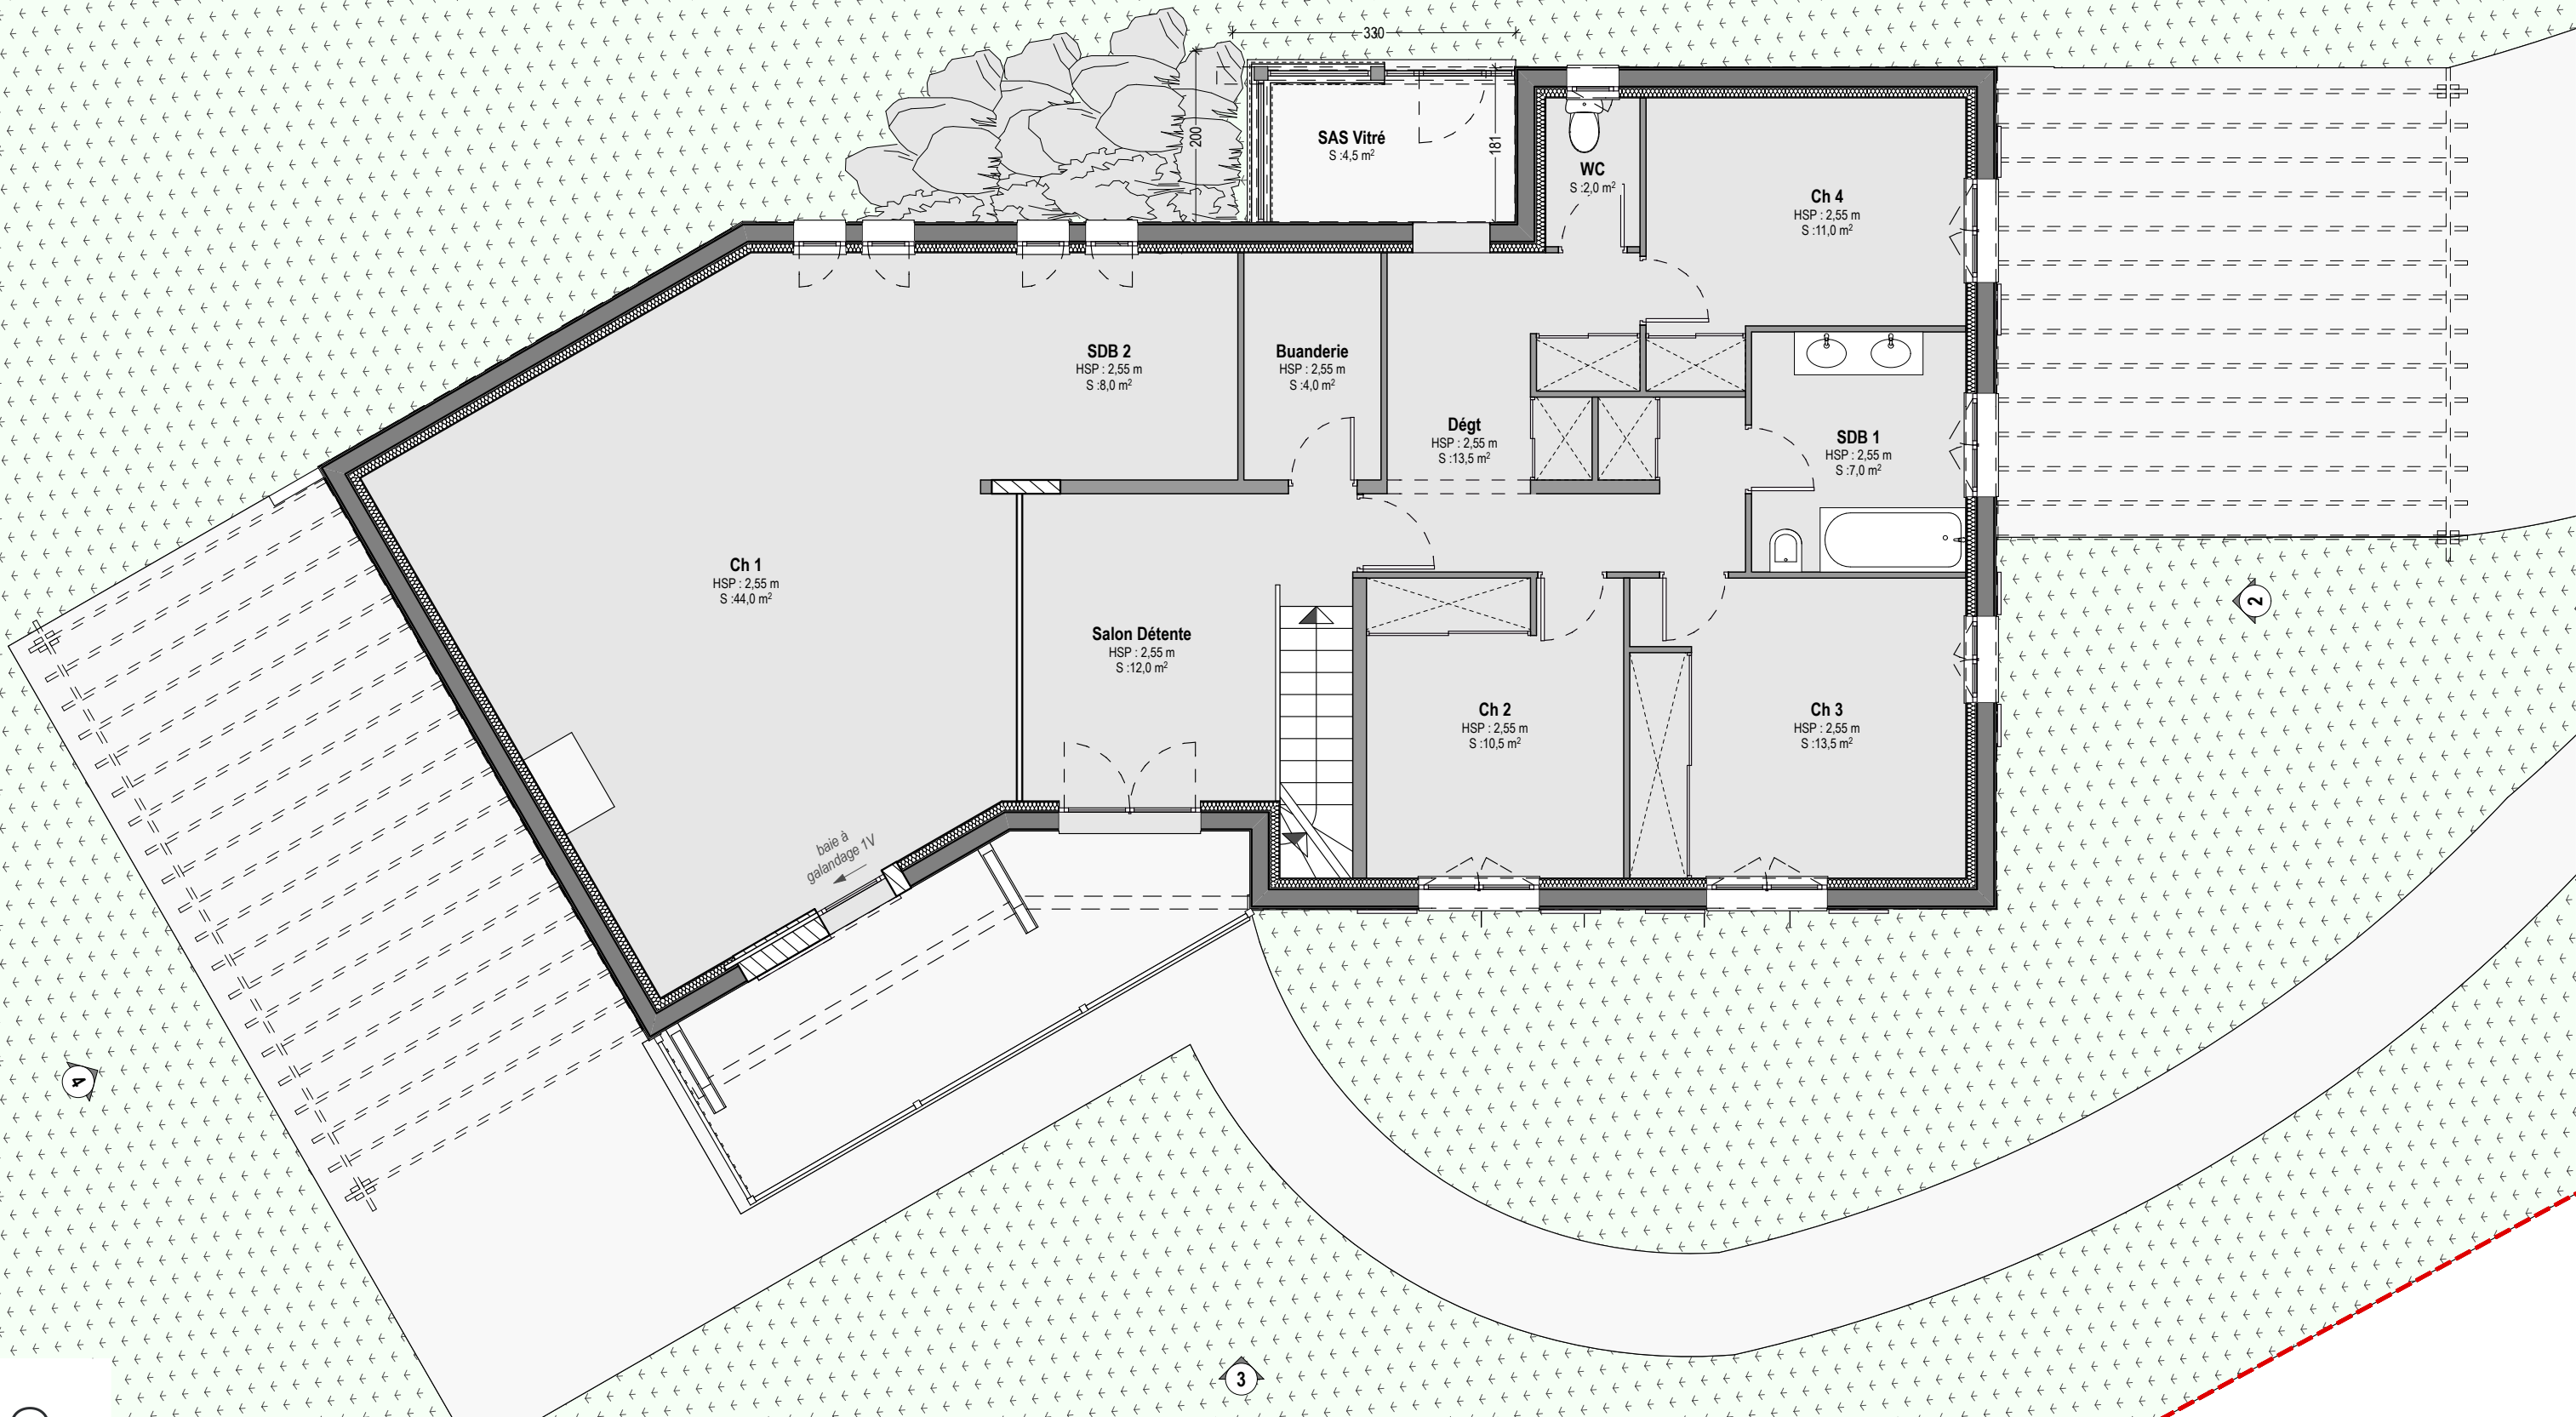 330
200
181
SAS Vitré
S :4,5 m²
WC
S :2,0 m²
Ch 4
HSP : 2,55 m
S :11,0 m²
SDB 2
HSP : 2,55 m
S :8,0 m²
Buanderie
HSP : 2,55 m
S :4,0 m²
Dégt
HSP : 2,55 m
S :13,5 m²
SDB 1
HSP : 2,55 m
S :7,0 m²
Ch 1
HSP : 2,55 m
S :44,0 m²
Salon Détente
HSP : 2,55 m
S :12,0 m²
Ch 2
HSP : 2,55 m
S :10,5 m²
Ch 3
HSP : 2,55 m
S :13,5 m²
baie à
galandage 1V
2
4
3